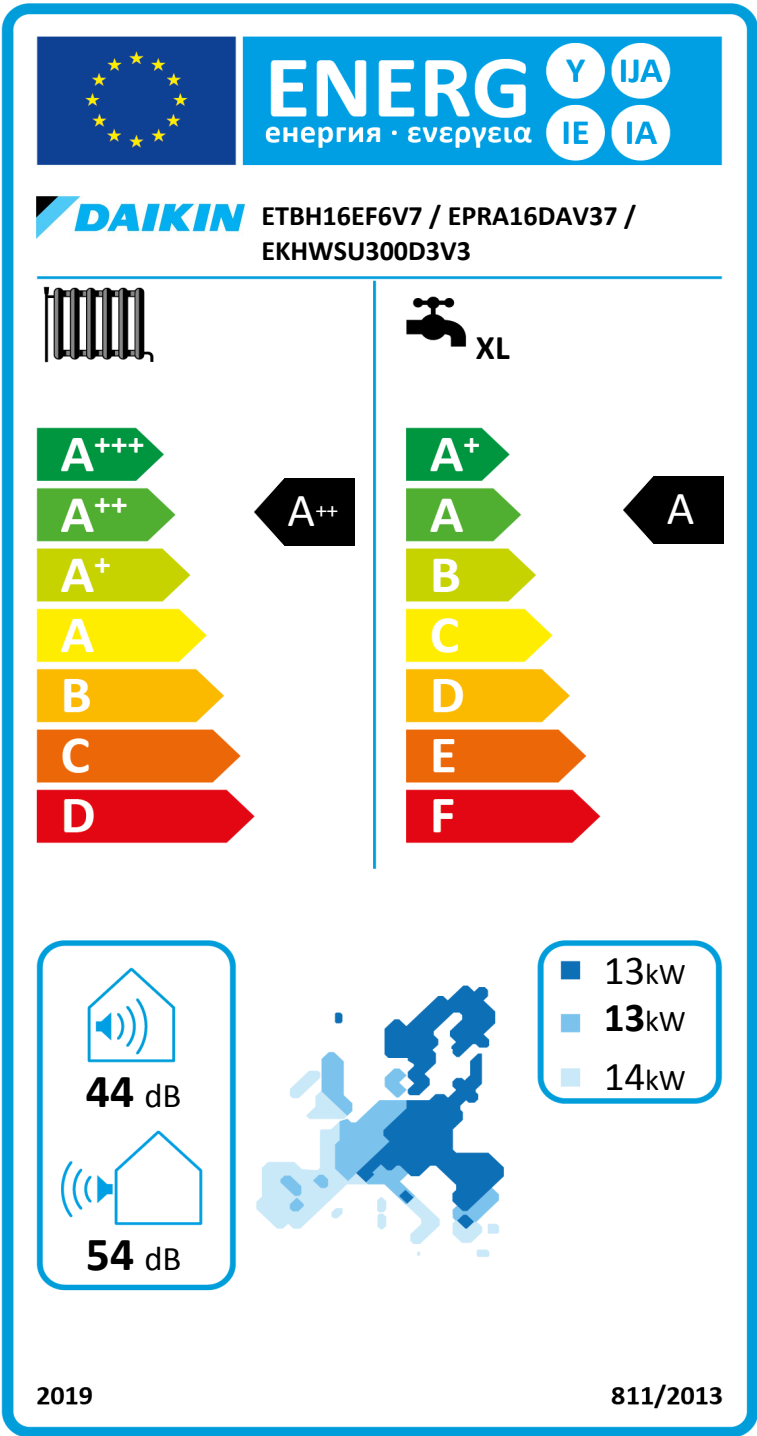 ENERG Y IJA
енергия · ενεργεια IE IA
DAIKIN ETBH16EF6V7 / EPRA16DAV37 /
EKHWSU300D3V3
XL
A+++
A++
A+
A
B
C
D
A++
A+
A
B
C
D
E
F
A
44 dB
54 dB
13kW
13kW
14kW
2019
811/2013